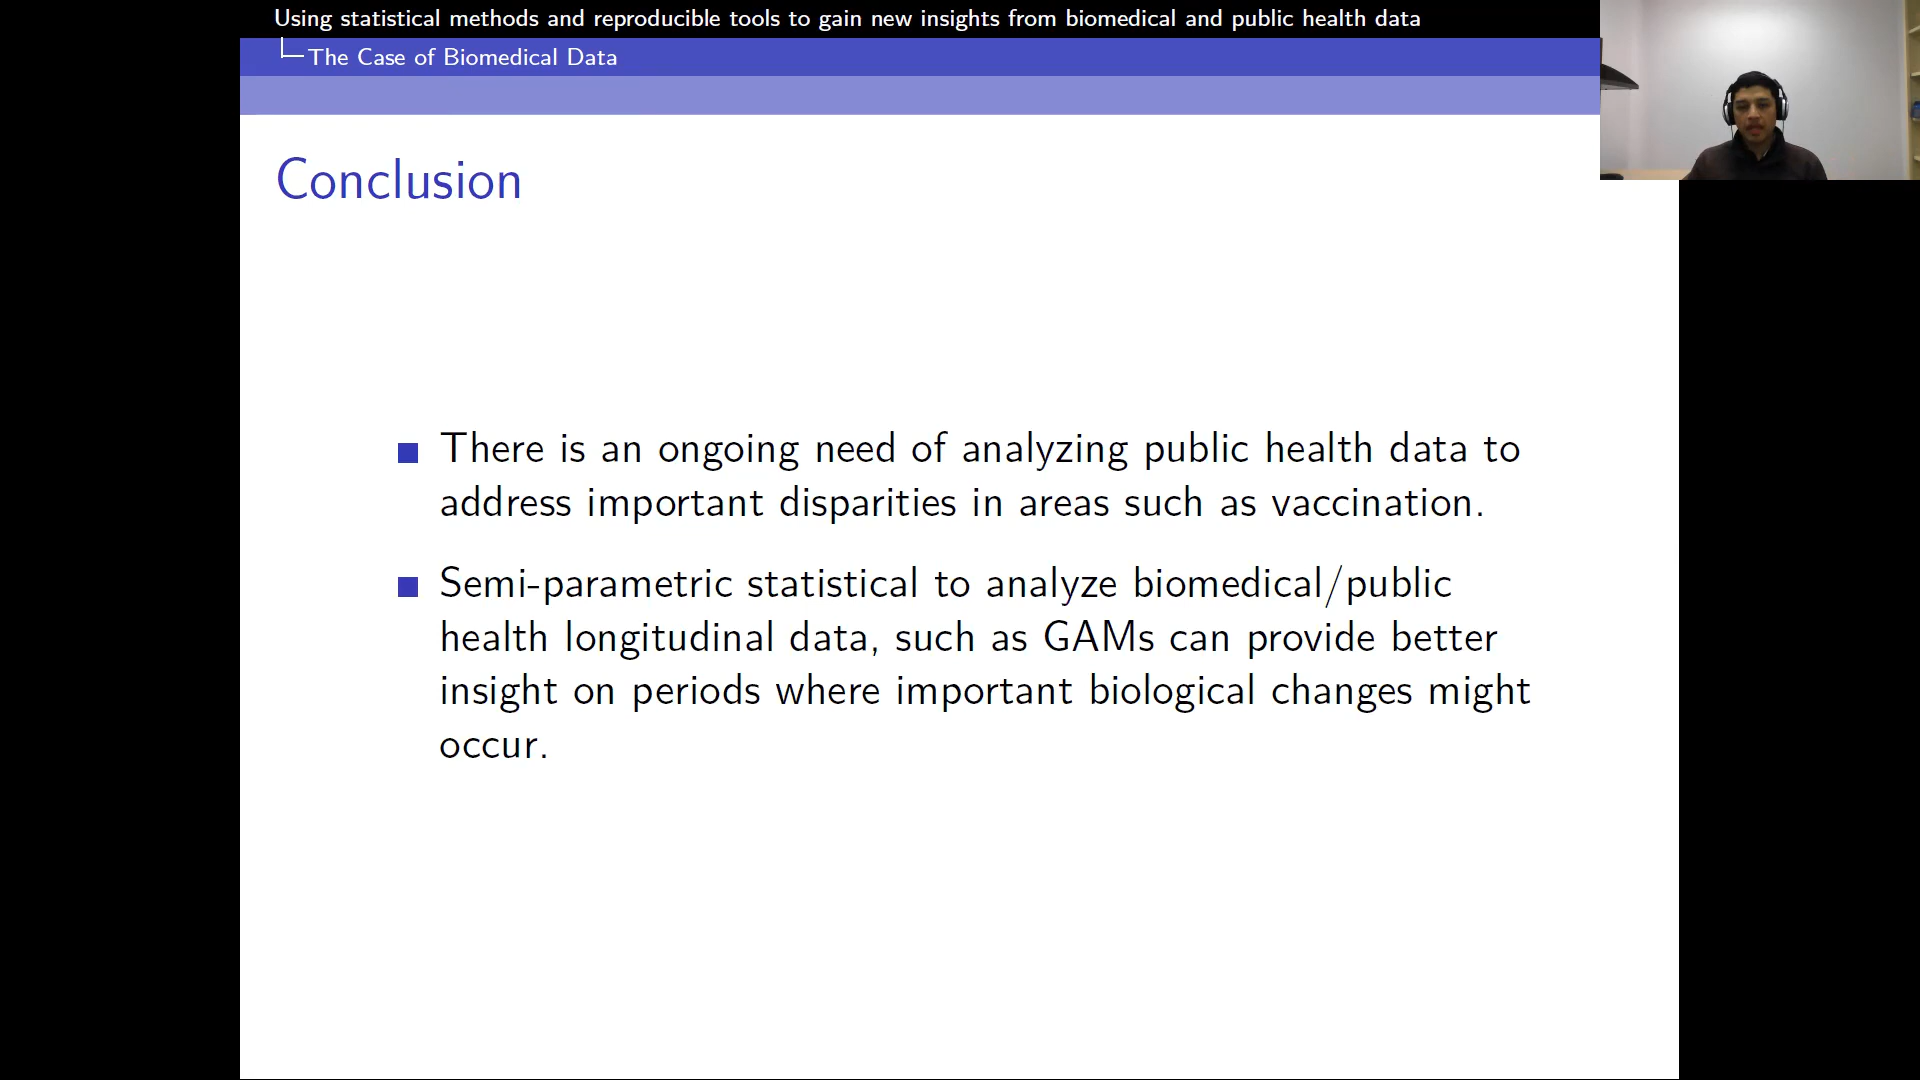 Using statistical methods and reproducible tools to gain new insights from biomedical and public health data
The Case of Biomedical Data
Conclusion
There is an ongoing need of analyzing public health data to
address important disparities in areas such as vaccination.
Semi-parametric statistical to analyze biomedical/public
health longitudinal data, such as GAMs can provide better
insight on periods where important biological changes might
occur.